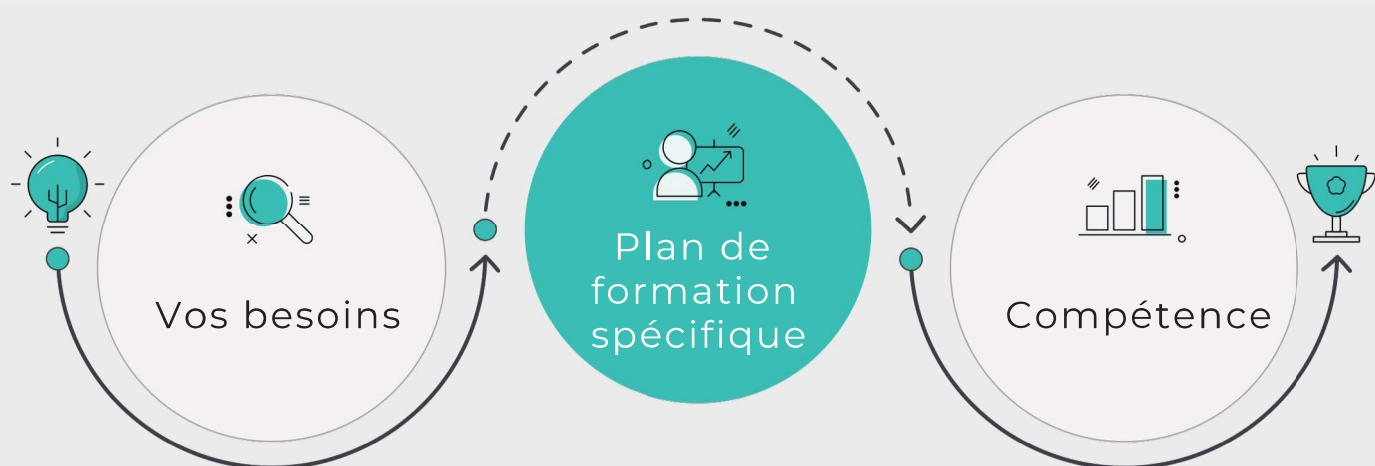 Vos besoins
Plan de
formation
spécifique
Compétence